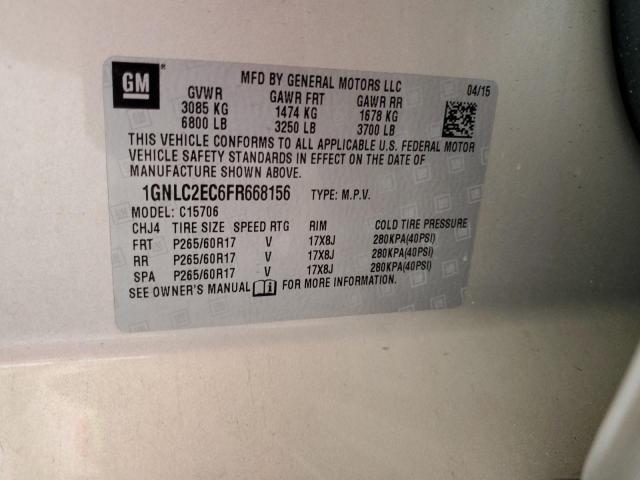 GM
MFD BY GENERAL MOTORS LLC
04/15
GVWR GAWR FRT GAWR RR
3085 KG 1474 KG 1678 KG
6800 LB 3250 LB 3700 LB
THIS VEHICLE CONFORMS TO ALL APPLICABLE U.S. FEDERAL MOTOR
VEHICLE SAFETY STANDARDS IN EFFECT ON THE DATE OF
MANUFACTURE SHOWN ABOVE.
1GNLC2EC6FR668156 TYPE: M.P.V.
MODEL: C15706
CHJ4 TIRE SIZE SPEED RTG RIM COLD TIRE PRESSURE
FRT P265/60R17 V 17X8J 280KPA(40PSI)
RR P265/60R17 V 17X8J 280KPA(40PSI)
SPA P265/60R17 V 17X8J 280KPA(40PSI)
SEE OWNER'S MANUAL FOR MORE INFORMATION.